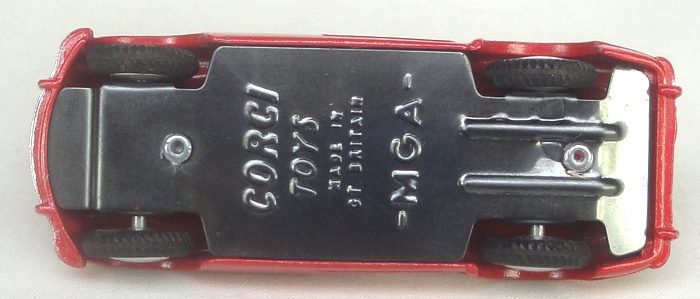 CORGI
TOYS
MADE IN
GT BRITAIN
-MGA-